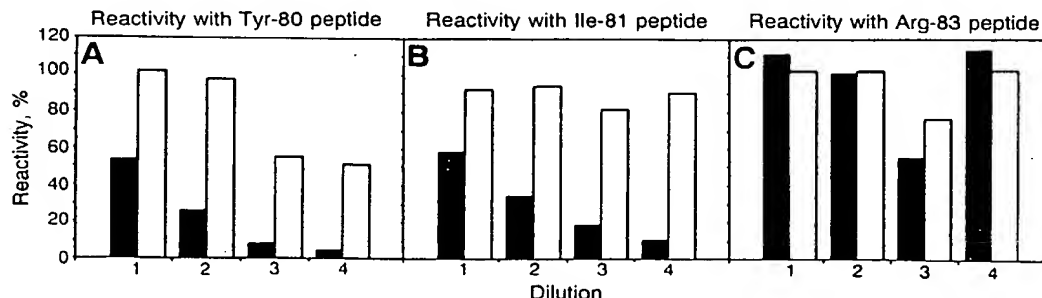 Reactivity with Tyr-80 peptide
Reactivity with Ile-81 peptide
Reactivity with Arg-83 peptide
Reactivity, %
120
100
80
60
40
20
0
A
B
C
1 2 3 4
1 2 3 4
1 2 3 4
Dilution